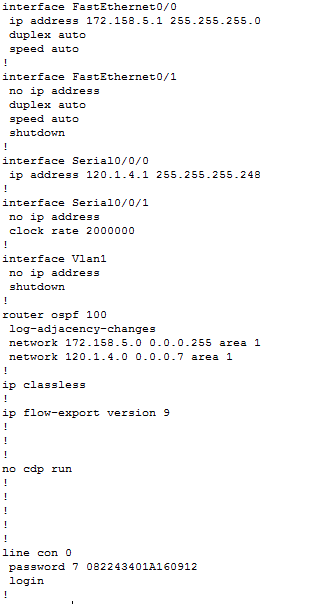 interface FastEthernet0/0
 ip address 172.158.5.1 255.255.255.0
 duplex auto
 speed auto
!
interface FastEthernet0/1
 no ip address
 duplex auto
 speed auto
 shutdown
!
interface Serial0/0/0
 ip address 120.1.4.1 255.255.255.248
!
interface Serial0/0/1
 no ip address
 clock rate 2000000
!
interface Vlan1
 no ip address
 shutdown
!
router ospf 100
 log-adjacency-changes
 network 172.158.5.0 0.0.0.255 area 1
 network 120.1.4.0 0.0.0.7 area 1
!
ip classless
!
ip flow-export version 9
!
!
!
no cdp run
!
!
!
!
!
line con 0
 password 7 082243401A160912
 login
!